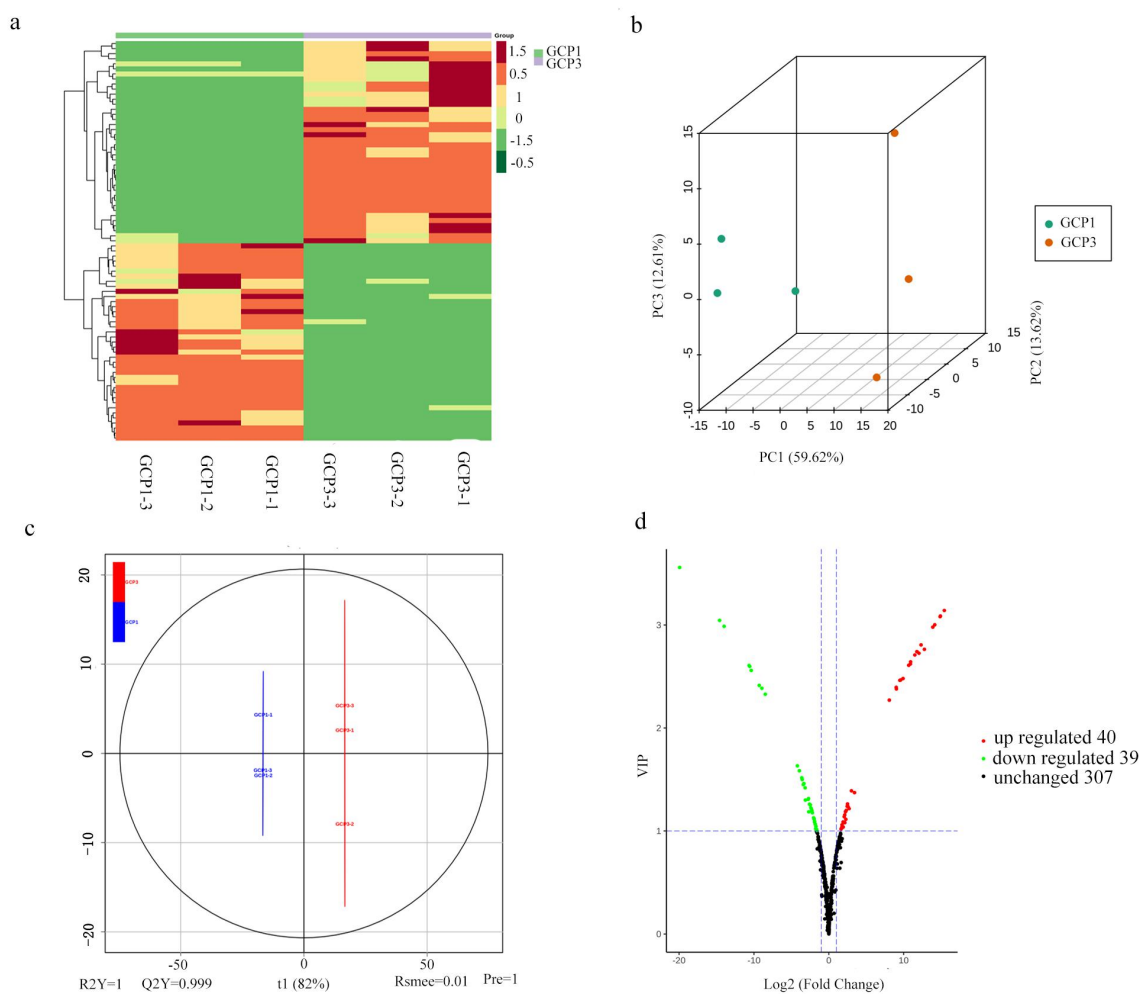 a
Group
1.5
0.5
1
0
-1.5
-0.5
GCP1
GCP3
GCP1-3
GCP1-2
GCP1-1
GCP3-3
GCP3-2
GCP3-1
b
15
10
5
0
-5
-10
PC3 (12.61%)
-15 -10 -5 0 5 10 15 20
PC1 (59.62%)
-10
-5
0
5
10
15
PC2 (13.62%)
GCP1
GCP3
c
GCP3
GCP1
20
10
0
-10
-20
GCP1-1
GCP1-3
GCP1-2
GCP3-3
GCP3-1
GCP3-2
-50 0 50
R2Y=1 Q2Y=0.999 t1 (82%) Rsmee=0.01 Pre=1
d
3
2
1
0
VIP
-20 -10 0 10
Log2 (Fold Change)
up regulated 40
down regulated 39
unchanged 307